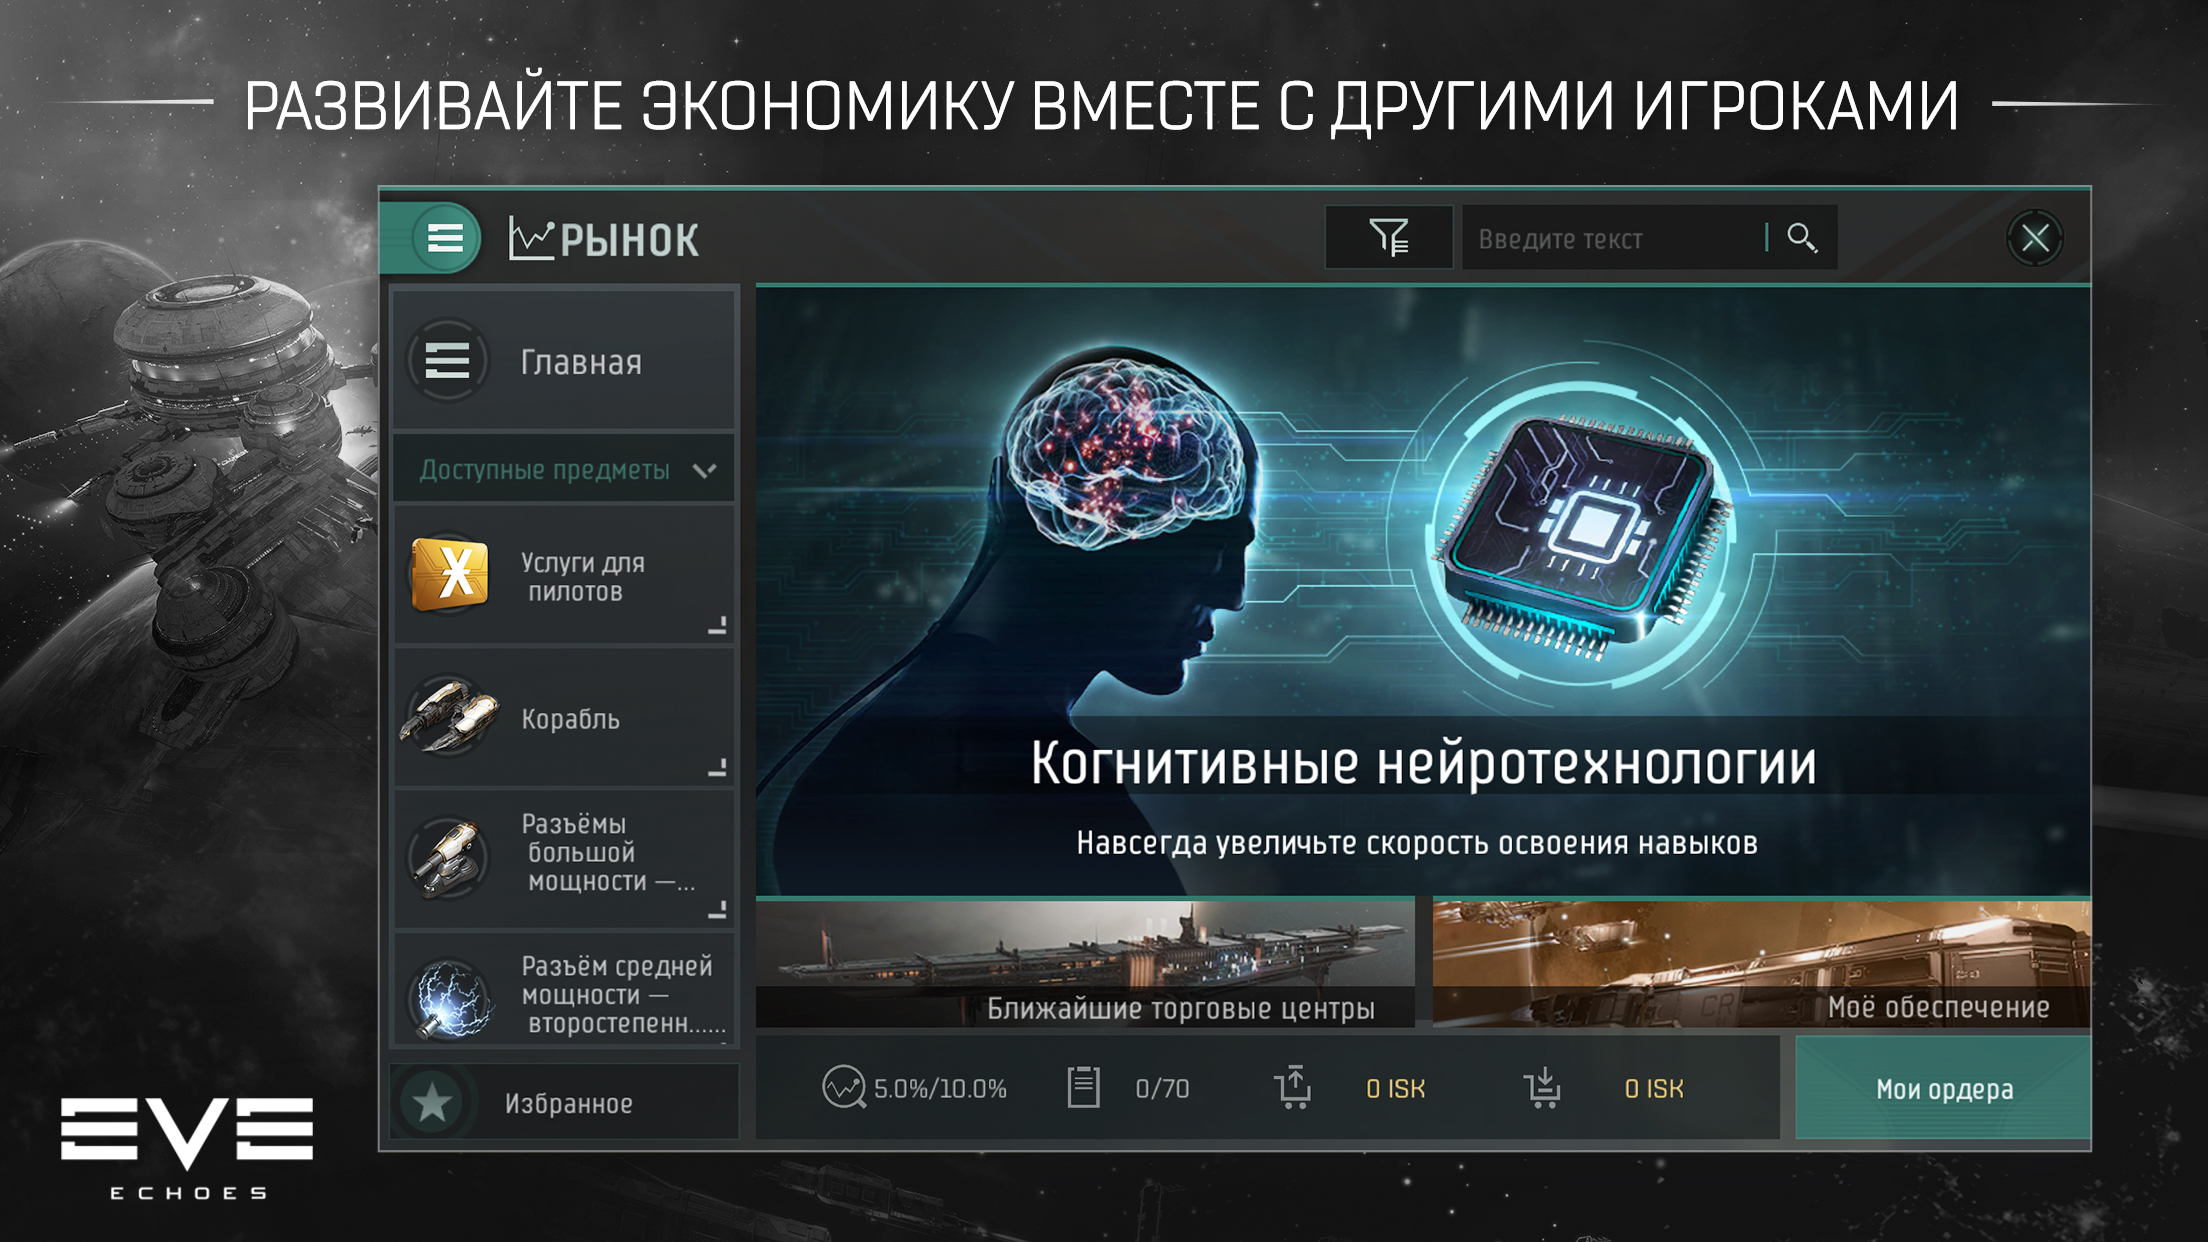 РАЗВИВАЙТЕ ЭКОНОМИКУ ВМЕСТЕ С ДРУГИМИ ИГРОКАМИ
РЫНОК
Введите текст
Главная
Доступные предметы
Услуги для
пилотов
Корабль
Разъёмы
большой
мощности —...
Разъём средней
мощности —
второстепенн......
Избранное
Когнитивные нейротехнологии
Навсегда увеличьте скорость освоения навыков
Ближайшие торговые центры
Моё обеспечение
5.0%/10.0%
0/70
0 ISK
0 ISK
Мои ордера
EVE
ECHOES